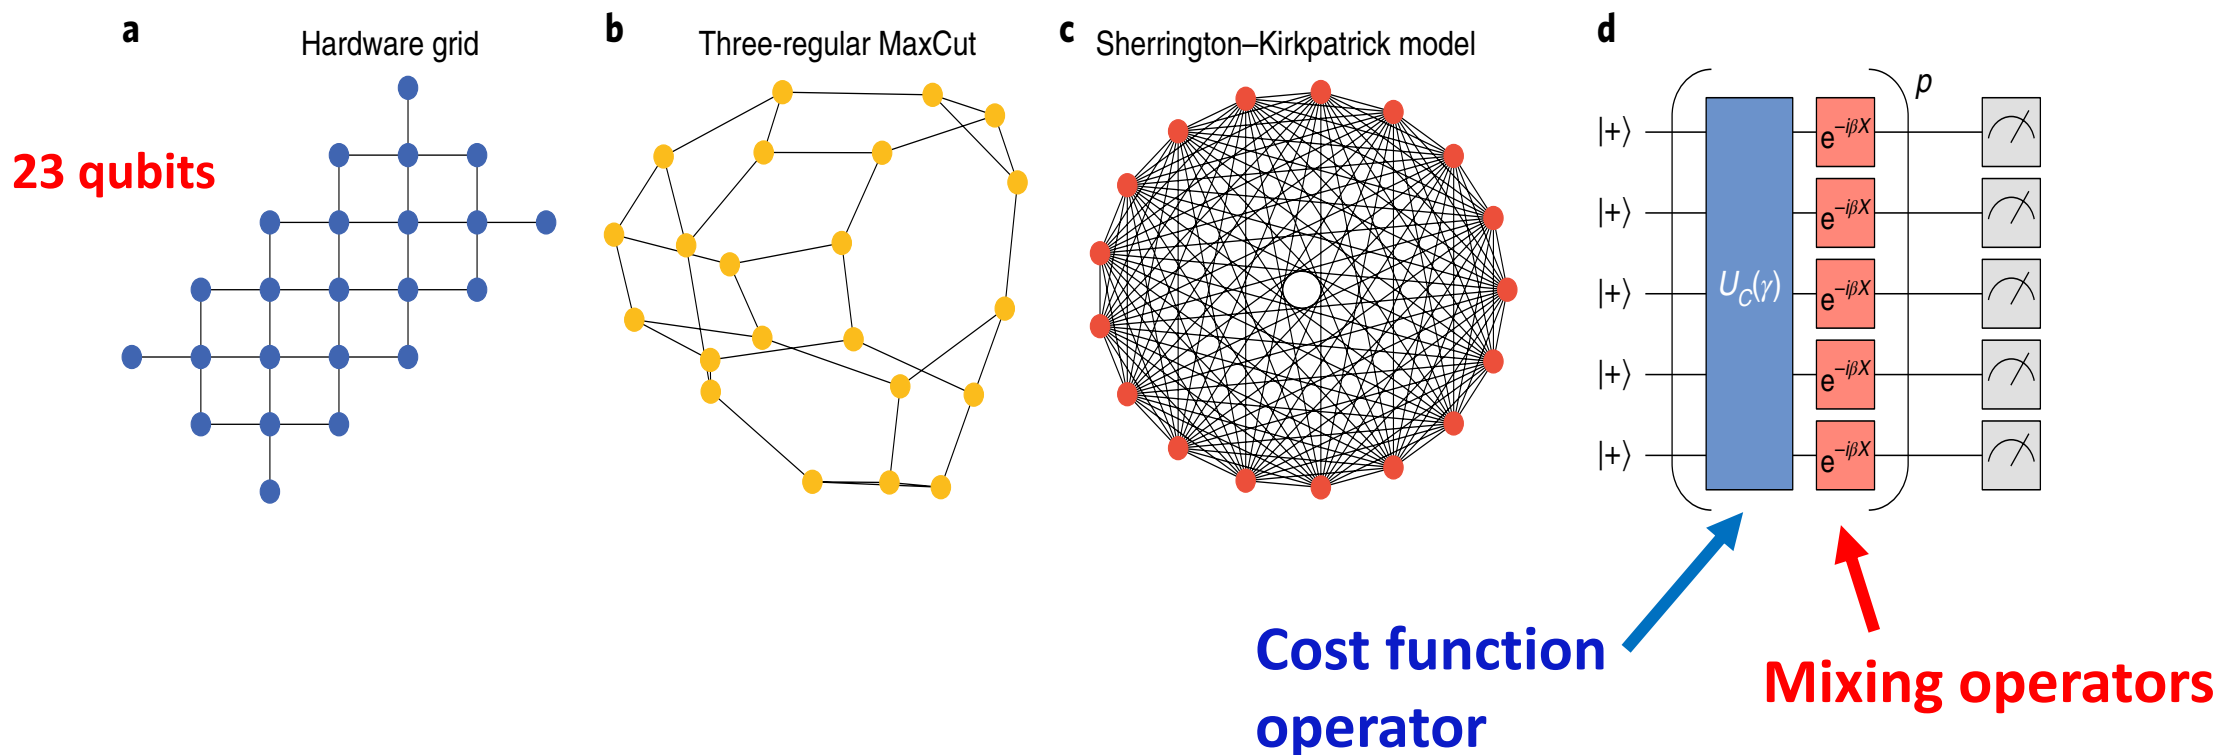 a
Hardware grid
b
Three-regular MaxCut
c
Sherrington–Kirkpatrick model
d
23 qubits
p
|+⟩
e^{−iβX}
|+⟩
e^{−iβX}
|+⟩
U_C(γ)
e^{−iβX}
|+⟩
e^{−iβX}
|+⟩
e^{−iβX}
Cost function
operator
Mixing operators